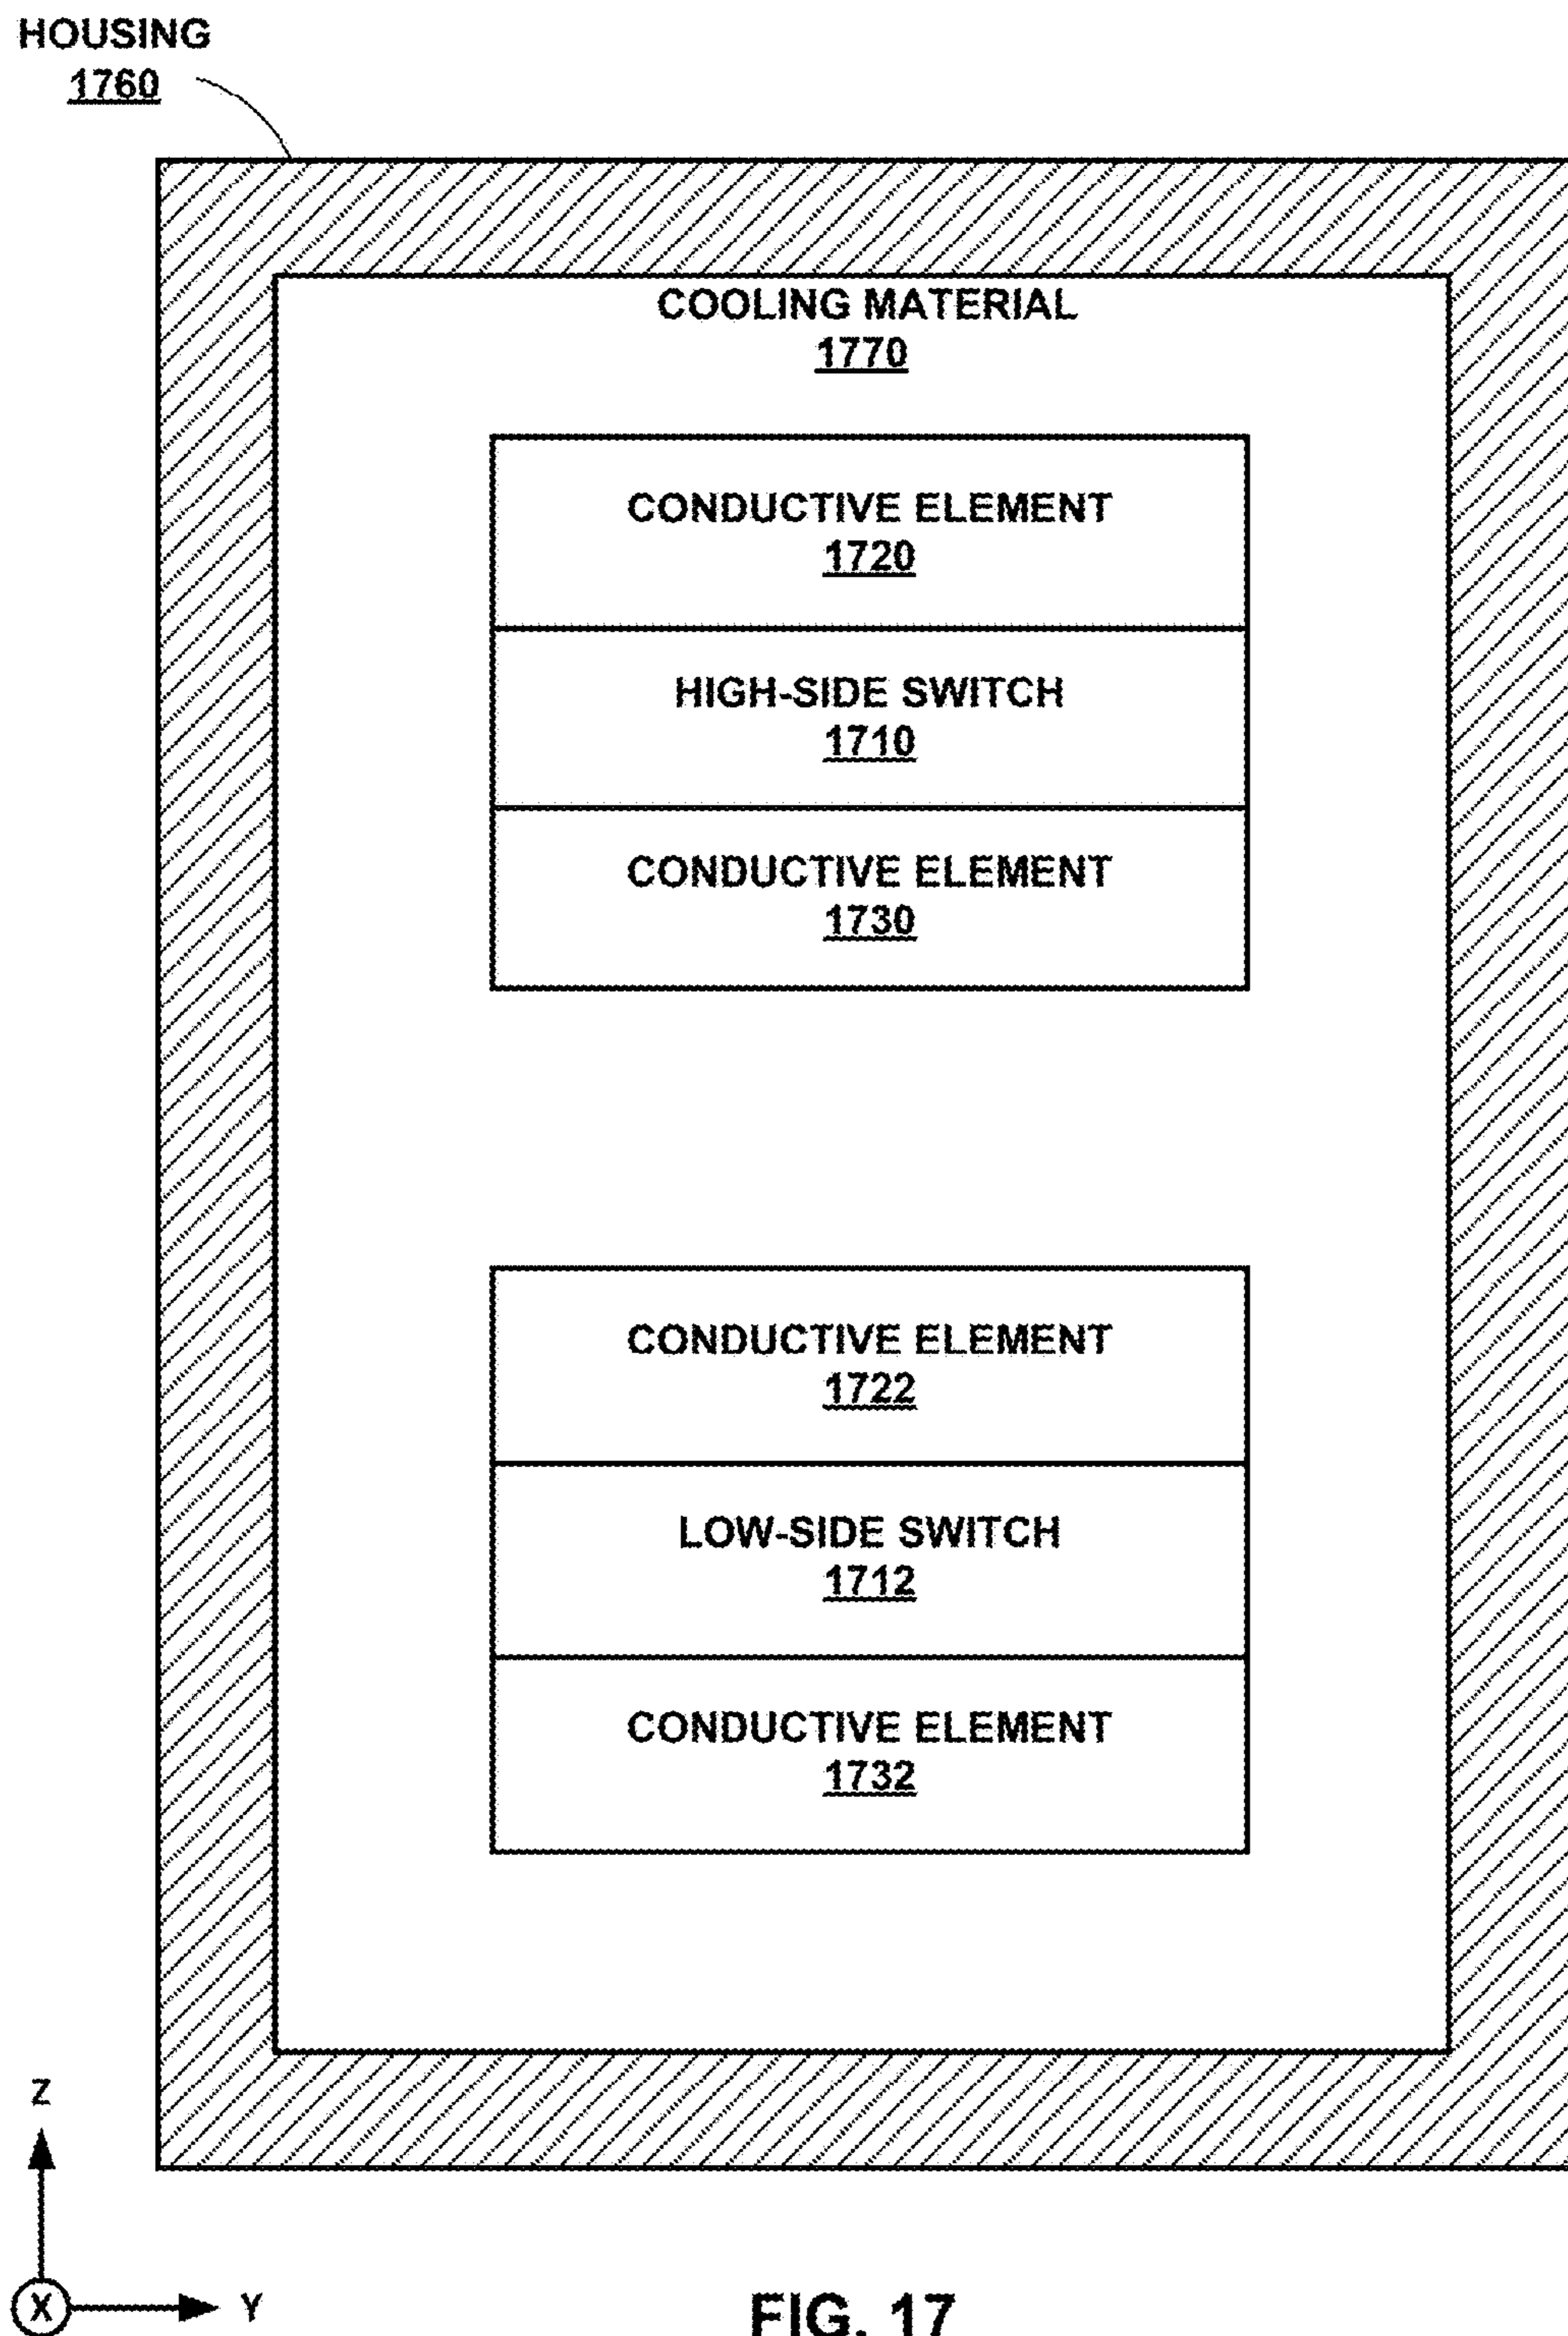 HOUSING
1760
COOLING MATERIAL
1770
CONDUCTIVE ELEMENT
1720
HIGH-SIDE SWITCH
1710
CONDUCTIVE ELEMENT
1730
CONDUCTIVE ELEMENT
1722
LOW-SIDE SWITCH
1712
CONDUCTIVE ELEMENT
1732
Z
X
Y
FIG. 17